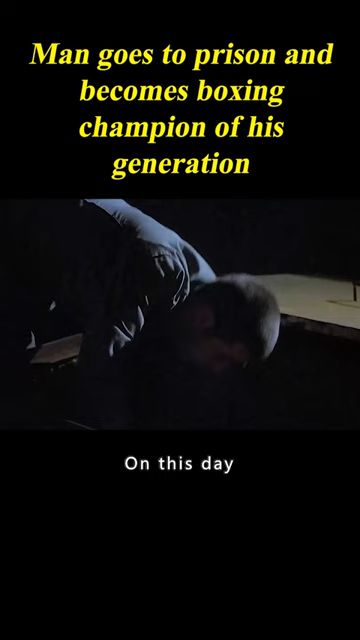 Man goes to prison and
becomes boxing
champion of his
generation
On this day